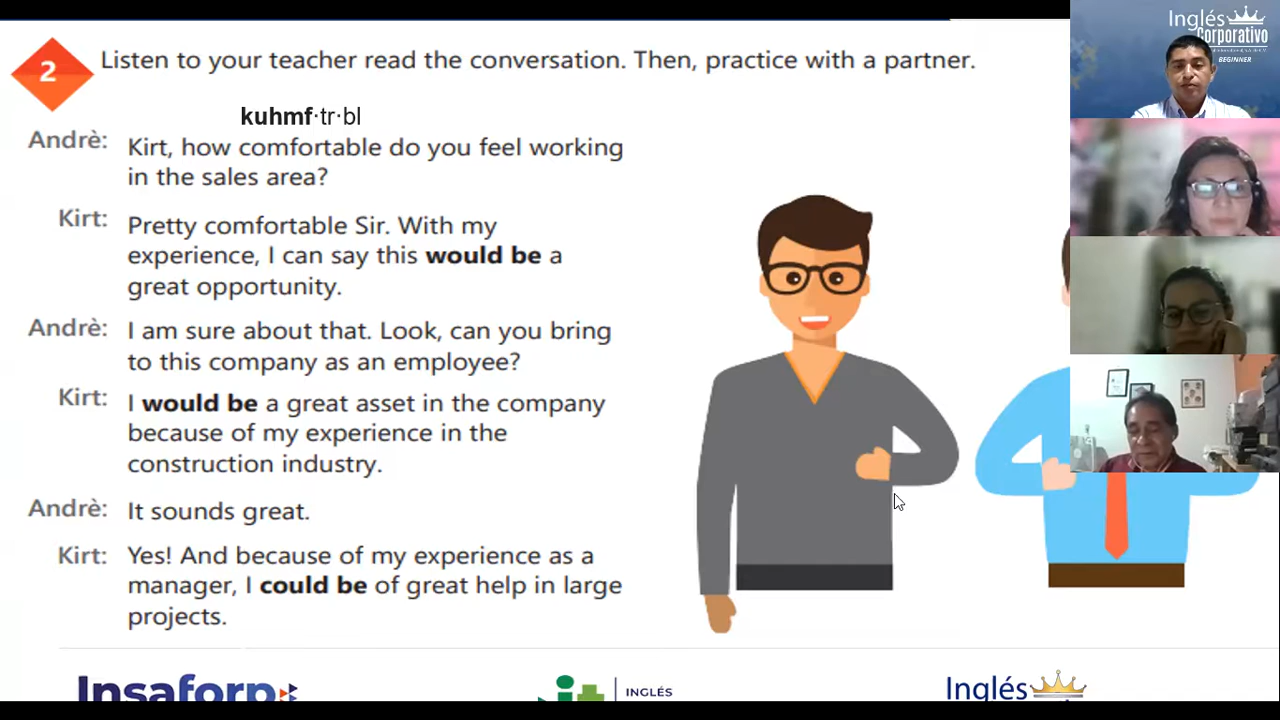 2
Listen to your teacher read the conversation. Then, practice with a partner.
kuhmf·tr·bl
Andrè: Kirt, how comfortable do you feel working
in the sales area?
Kirt: Pretty comfortable Sir. With my
experience, I can say this would be a
great opportunity.
Andrè: I am sure about that. Look, can you bring
to this company as an employee?
Kirt: I would be a great asset in the company
because of my experience in the
construction industry.
Andrè: It sounds great.
Kirt: Yes! And because of my experience as a
manager, I could be of great help in large
projects.
Insaforp
INGLÉS
Inglés
Inglés
Corporativo
BEGINNER